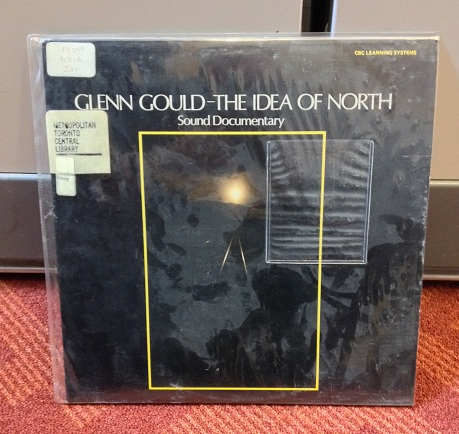 CBC LEARNING SYSTEMS
GLENN GOULD–THE IDEA OF NORTH
Sound Documentary
METROPOLITAN
TORONTO
CENTRAL
LIBRARY